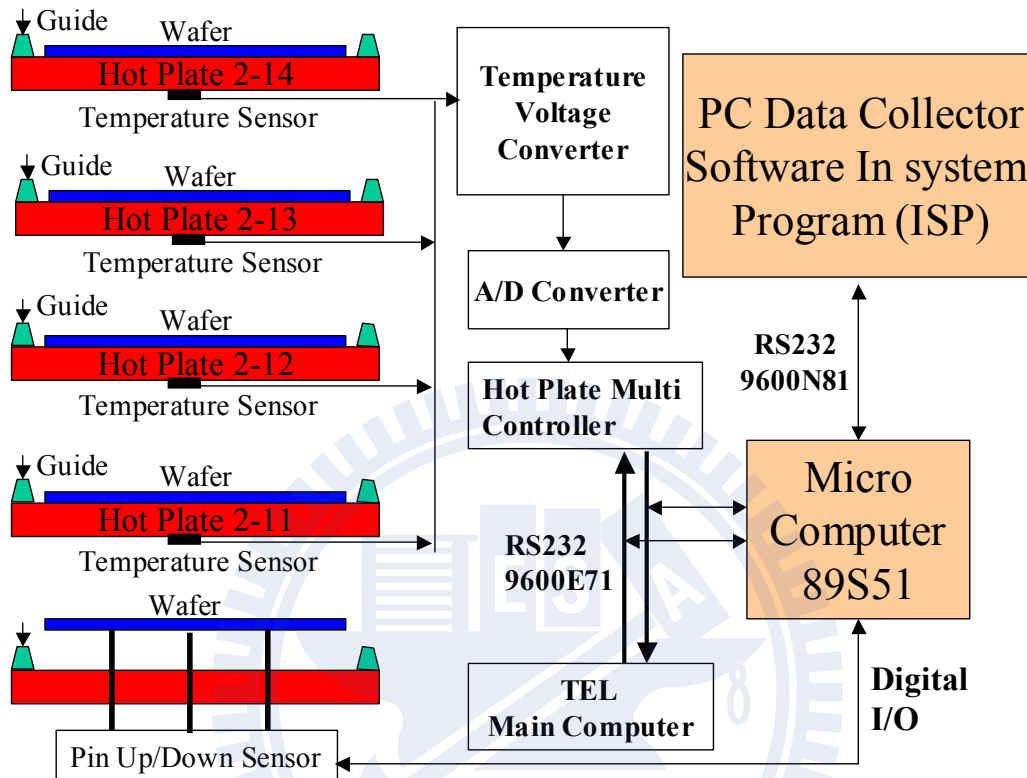 Guide
Wafer
Hot Plate 2-14
Temperature Sensor
Guide
Wafer
Hot Plate 2-13
Temperature Sensor
Guide
Wafer
Hot Plate 2-12
Temperature Sensor
Guide
Wafer
Hot Plate 2-11
Temperature Sensor
Wafer
Pin Up/Down Sensor
Temperature
Voltage
Converter
A/D Converter
Hot Plate Multi
Controller
RS232
9600E71
TEL
Main Computer
PC Data Collector
Software In system
Program (ISP)
RS232
9600N81
Micro
Computer
89S51
Digital
I/O
ESA
8